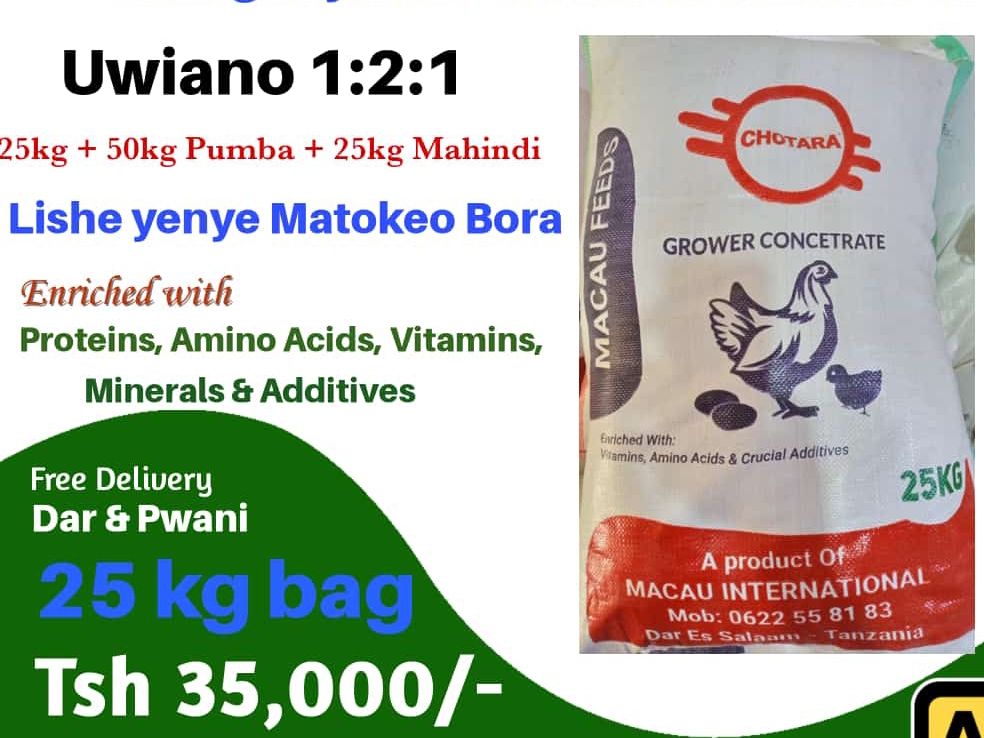 Uwiano 1:2:1
25kg + 50kg Pumba + 25kg Mahindi
Lishe yenye Matokeo Bora
Enriched with
Proteins, Amino Acids, Vitamins,
Minerals & Additives
Free Delivery
Dar & Pwani
25 kg bag
Tsh 35,000/-
CHOTARA
MACAU FEEDS
GROWER CONCETRATE
Enriched With:
Vitamins, Amino Acids & Crucial Additives
25KG
A product Of
MACAU INTERNATIONAL
Mob: 0622 55 81 83
Dar Es Salaam - Tanzania